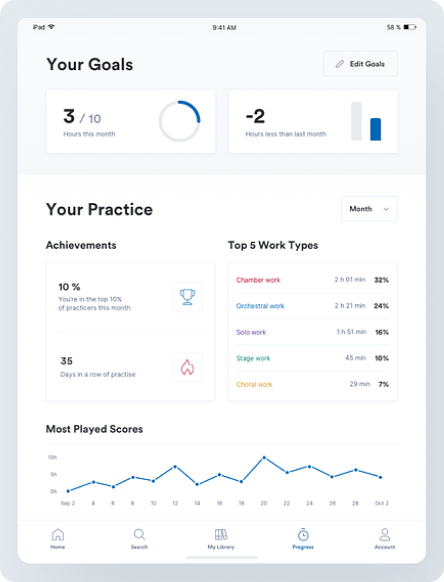 iPad 9:41 AM 58 %
Your Goals
Edit Goals
3 / 10
Hours this month
-2
Hours less than last month
Your Practice
Month
Achievements
Top 5 Work Types
10 %
You're in the top 10%
of practicers this month
35
Days in a row of practise
Chamber work 2 h 01 min 32%
Orchestral work 2 h 21 min 24%
Solo work 1 h 51 min 16%
Stage work 45 min 10%
Choral work 29 min 7%
Most Played Scores
10h
5h
0h
Sep 2 4 6 8 10 12 14 16 18 20 22 24 26 28 Oct 2
Home Search My Library Progress Account